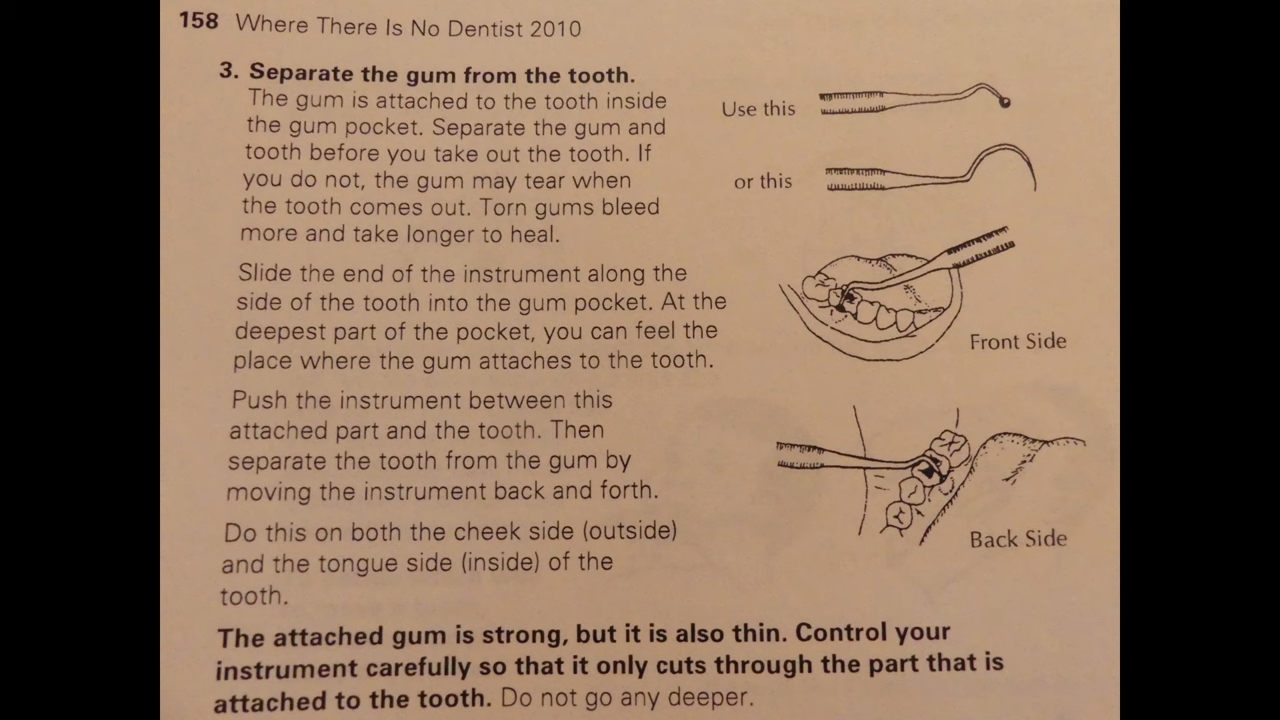 158 Where There Is No Dentist 2010
3. Separate the gum from the tooth.
The gum is attached to the tooth inside
the gum pocket. Separate the gum and
tooth before you take out the tooth. If
you do not, the gum may tear when
the tooth comes out. Torn gums bleed
more and take longer to heal.
Use this
or this
Slide the end of the instrument along the
side of the tooth into the gum pocket. At the
deepest part of the pocket, you can feel the
place where the gum attaches to the tooth.
Front Side
Push the instrument between this
attached part and the tooth. Then
separate the tooth from the gum by
moving the instrument back and forth.
Do this on both the cheek side (outside)
and the tongue side (inside) of the
tooth.
Back Side
The attached gum is strong, but it is also thin. Control your
instrument carefully so that it only cuts through the part that is
attached to the tooth. Do not go any deeper.